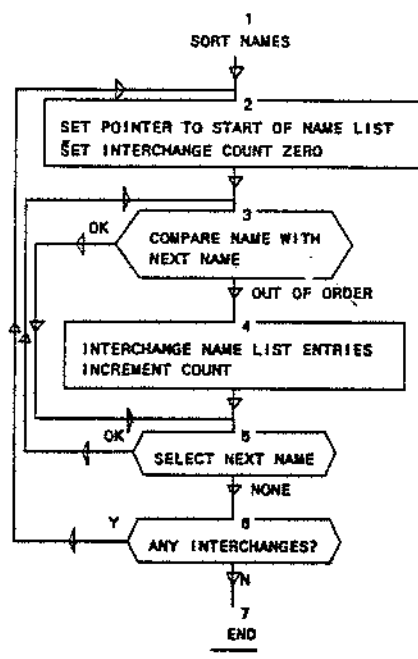 1
SORT NAMES
2
SET POINTER TO START OF NAME LIST
SET INTERCHANGE COUNT ZERO
3
OK
COMPARE NAME WITH
NEXT NAME
OUT OF ORDER
4
INTERCHANGE NAME LIST ENTRIES
INCREMENT COUNT
OK
5
SELECT NEXT NAME
NONE
Y
6
ANY INTERCHANGES?
N
7
END